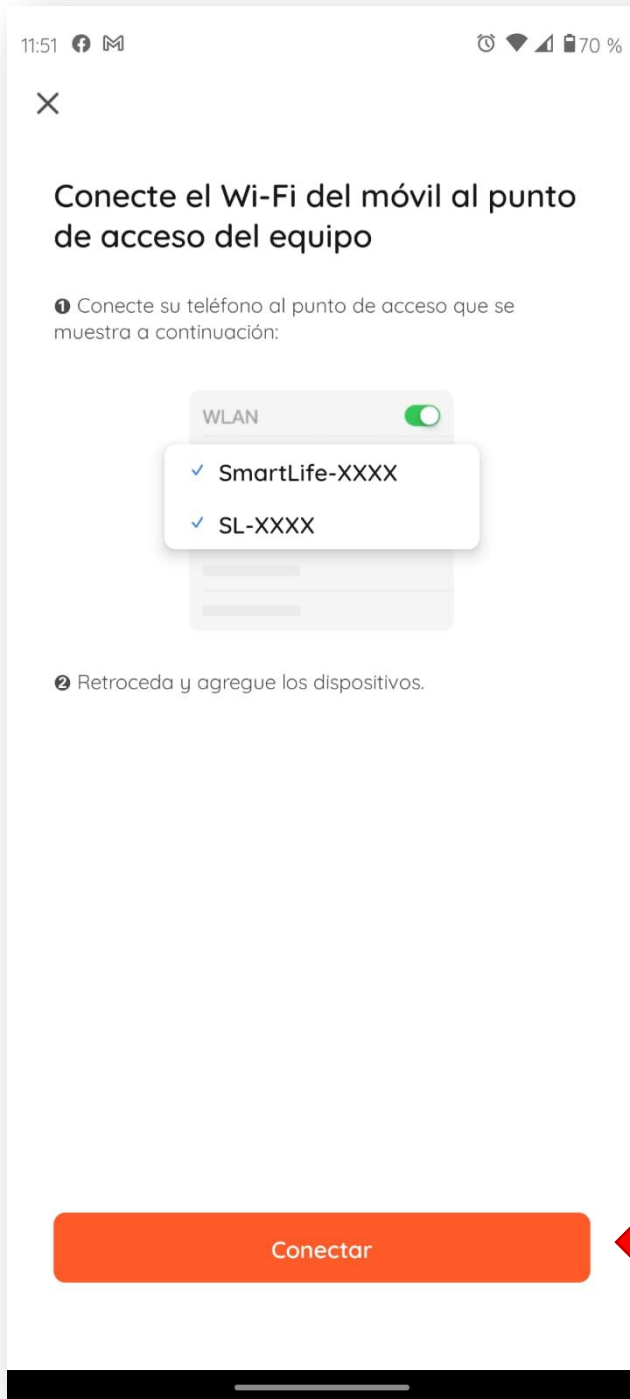 11:51 70 %
Conecte el Wi-Fi del móvil al punto
de acceso del equipo
❶ Conecte su teléfono al punto de acceso que se
muestra a continuación:
WLAN
SmartLife-XXXX
SL-XXXX
❷ Retroceda y agregue los dispositivos.
Conectar